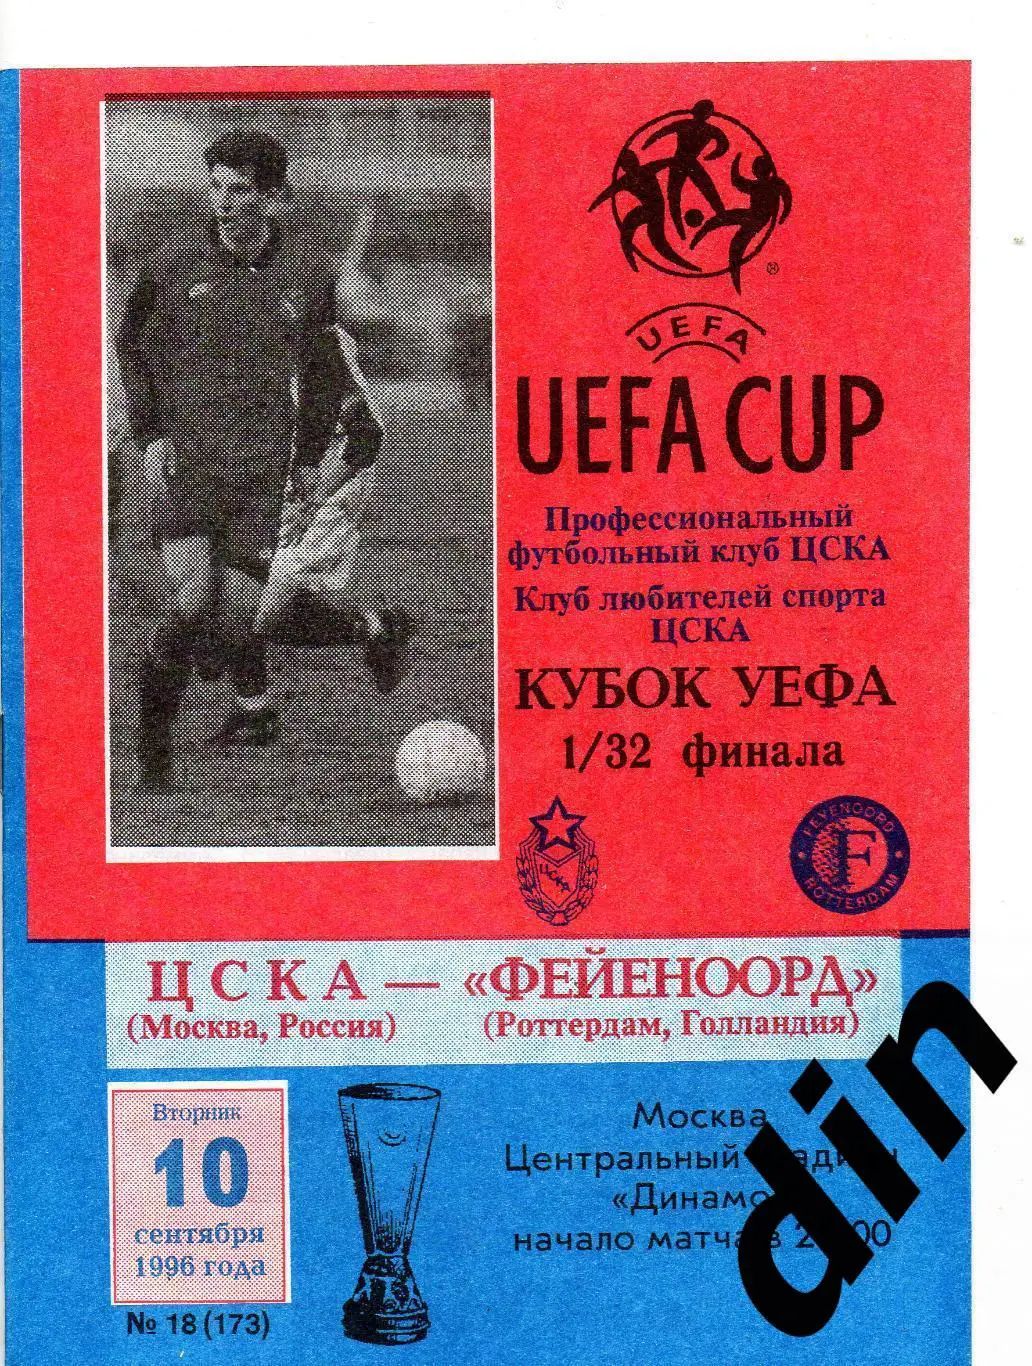 UEFA
UEFA CUP
Профессиональный
футбольный клуб ЦСКА
Клуб любителей спорта
ЦСКА
КУБОК УЕФА
1/32 финала
ЦСКА
FEYENOORD
F
ROTTERDAM
ЦСКА — «ФЕЙЕНООРД»
(Москва, Россия) (Роттердам, Голландия)
Вторник
10
сентября
1996 года
№ 18 (173)
Москва
Центральный
«Динамо
начало матча в
din